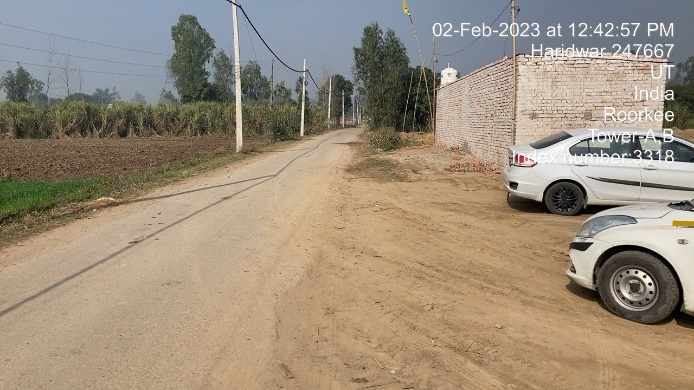 02-Feb-2023 at 12:42:57 PM
Haridwar 247667
UT
India
Roorkee
Tower A B
Index number: 3318